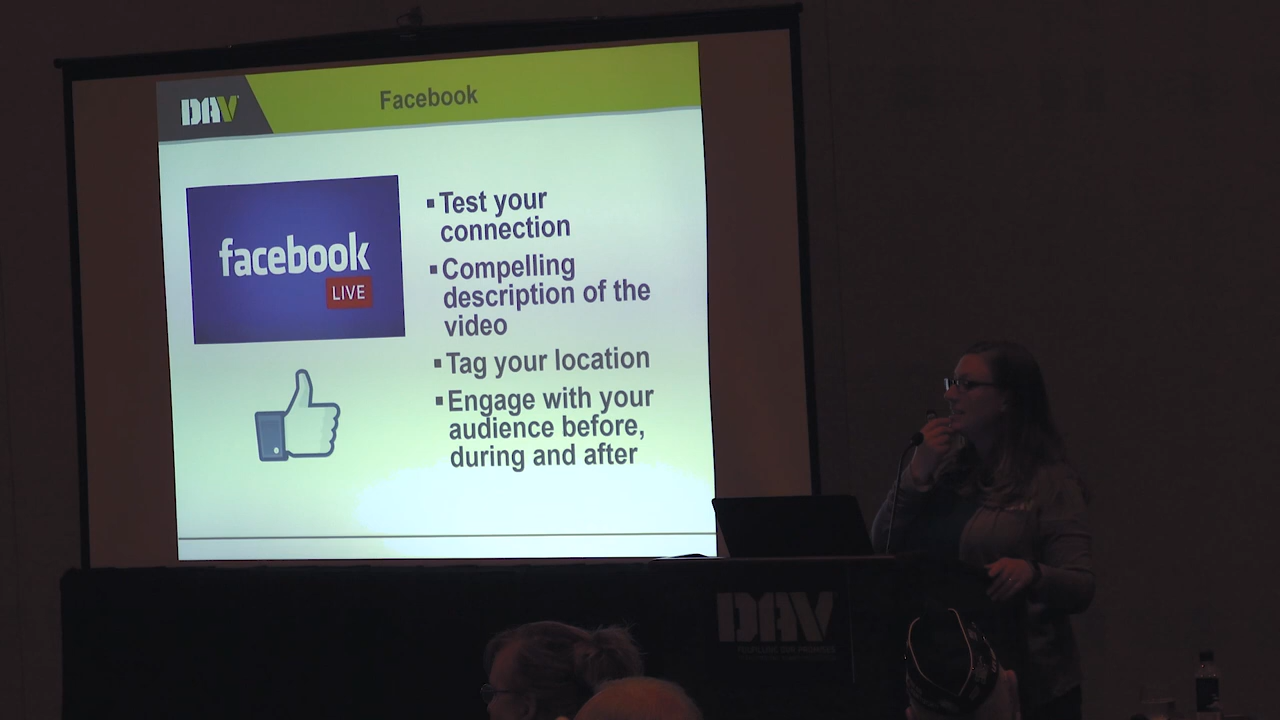 DAV
Facebook
facebook
LIVE
▪Test your
connection
▪Compelling
description of the
video
▪Tag your location
▪Engage with your
audience before,
during and after
DAV